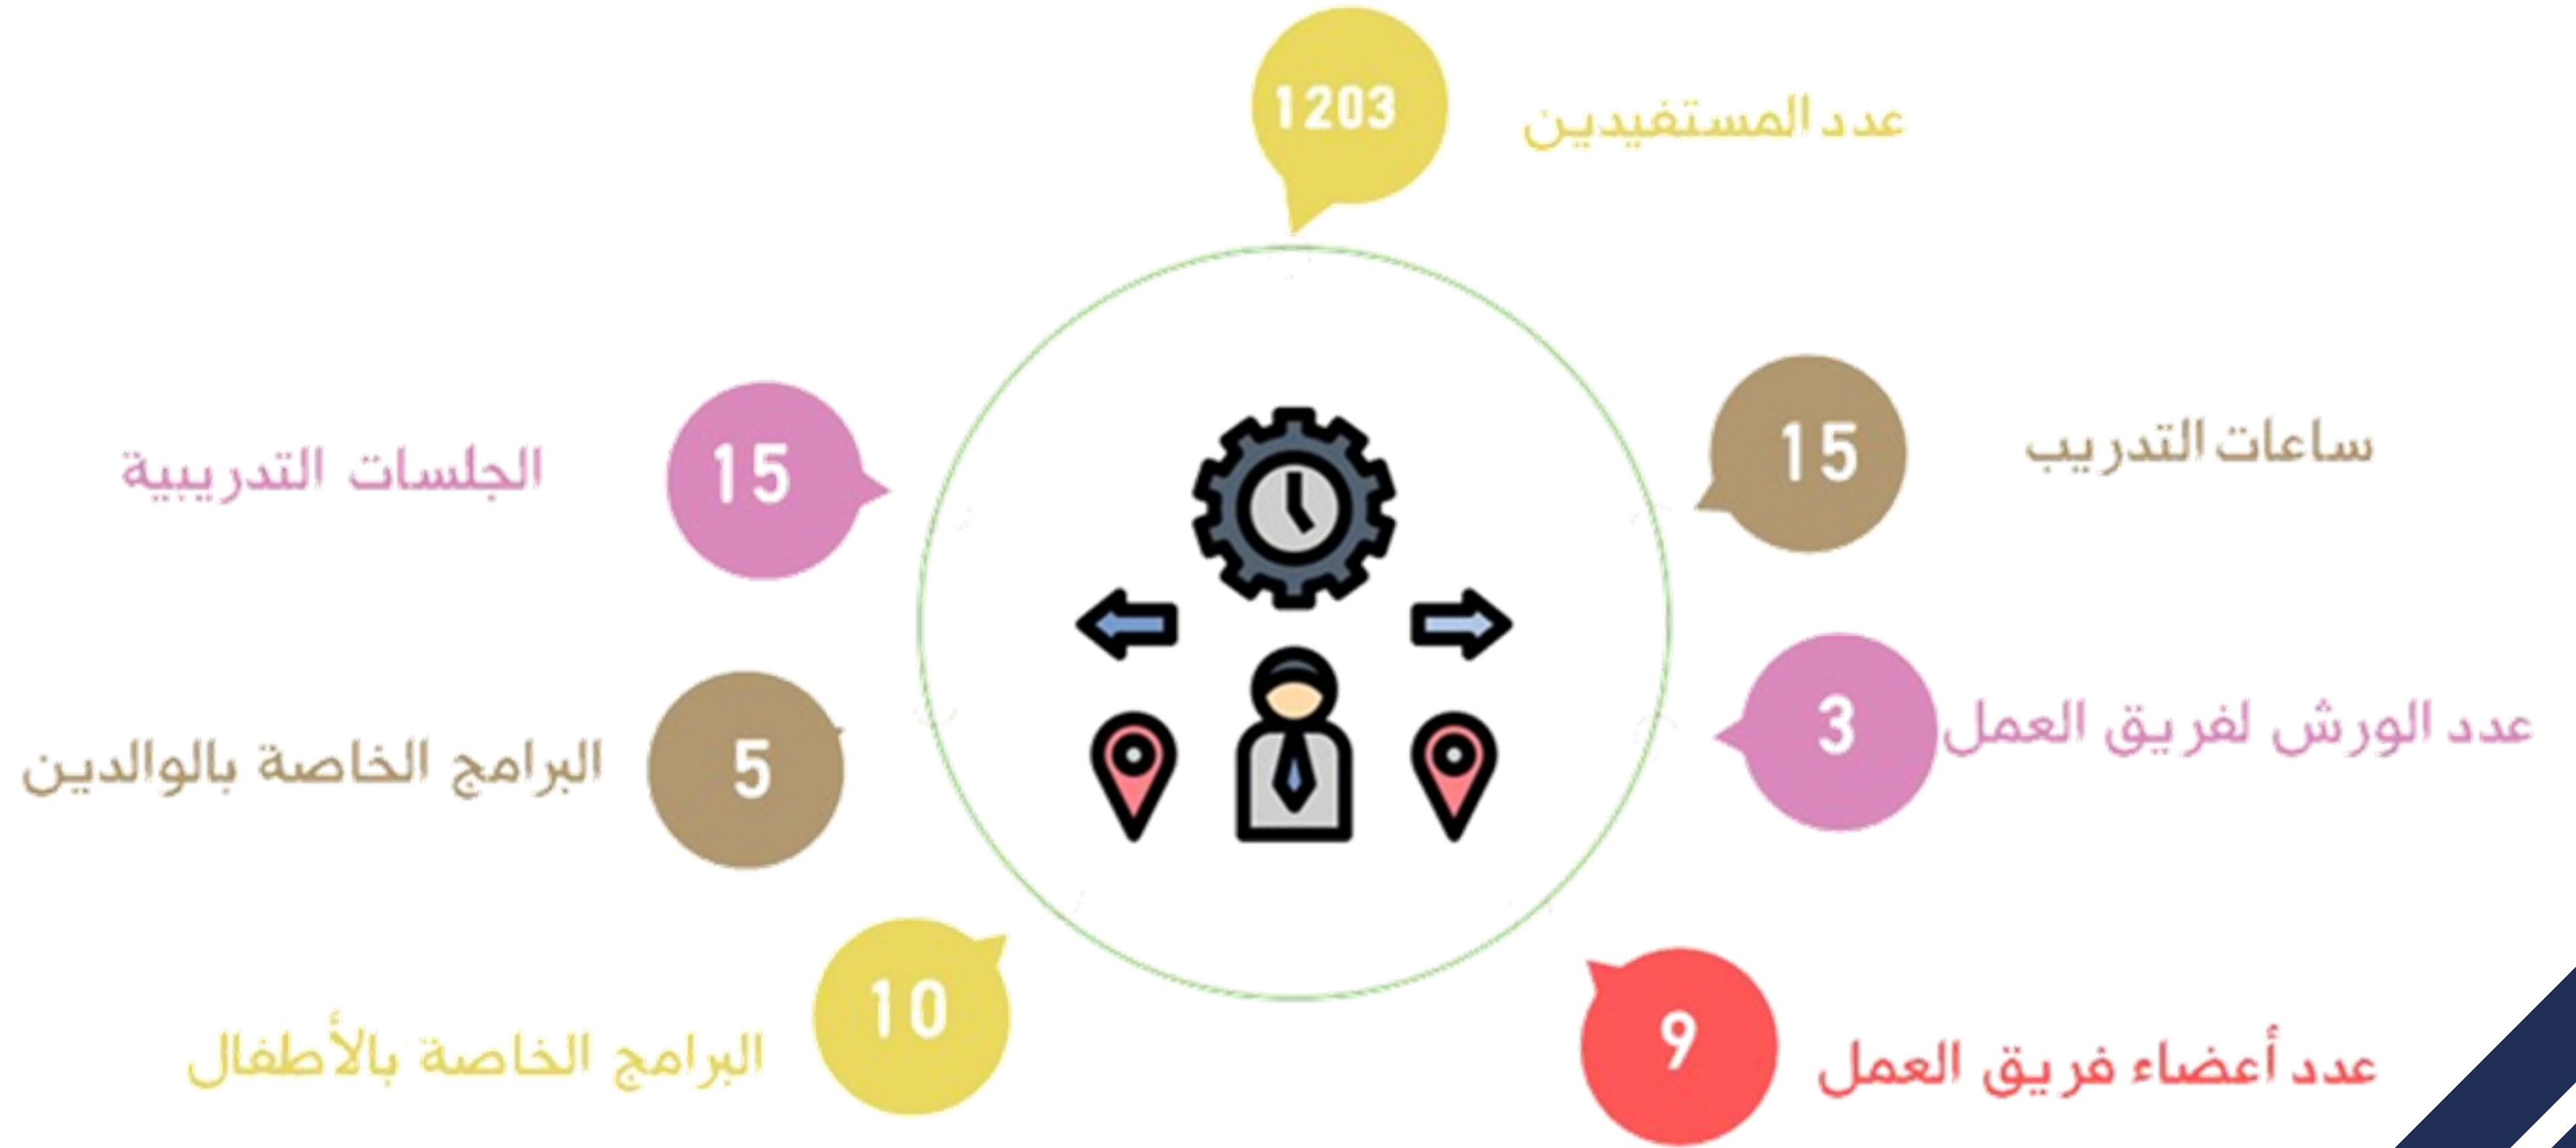 1203
عدد المستفيدين
15
ساعات التدريب
3
عدد الورش لفريق العمل
9
عدد أعضاء فريق العمل
15
الجلسات التدريبية
5
البرامج الخاصة بالوالدين
10
البرامج الخاصة بالأطفال